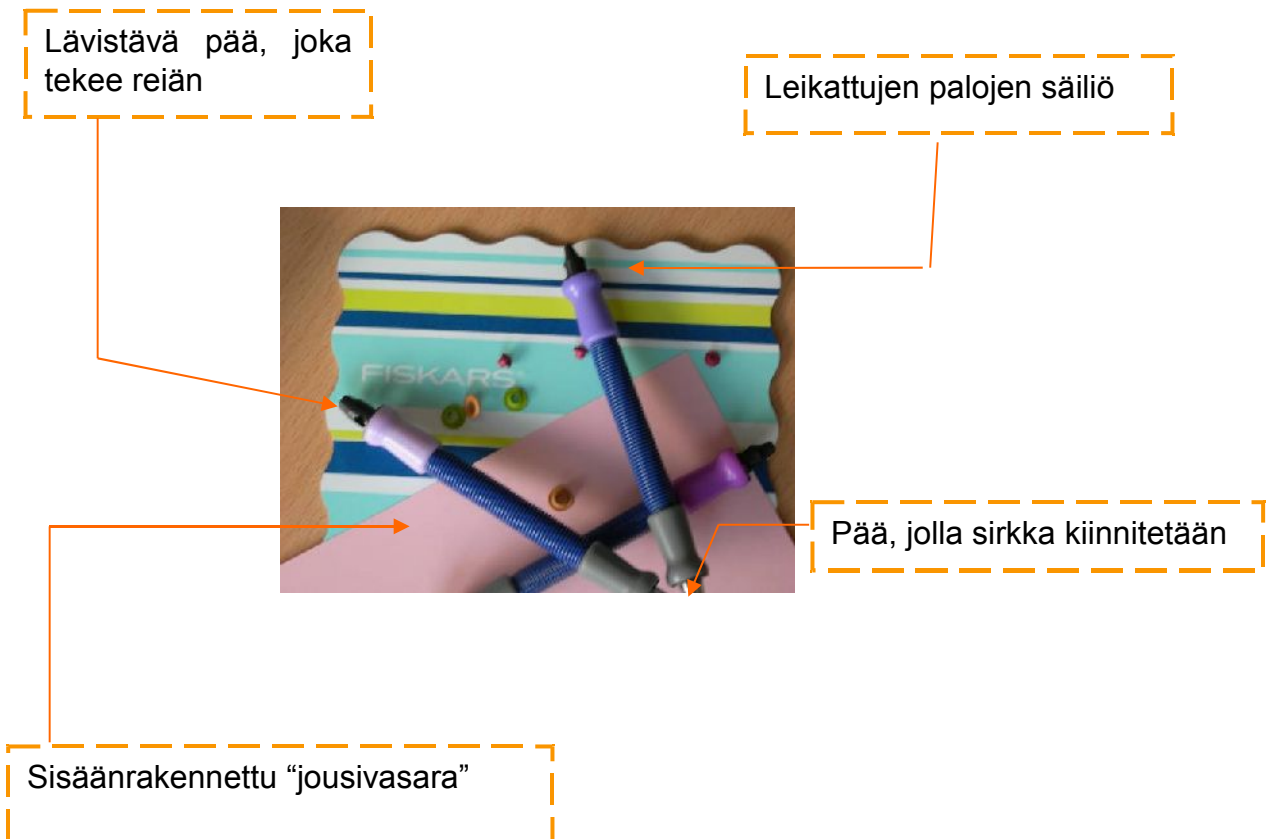 Lävistävä pää, joka
tekee reiän
Leikattujen palojen säiliö
FISKARS
Pää, jolla sirkka kiinnitetään
Sisäänrakennettu “jousivasara”